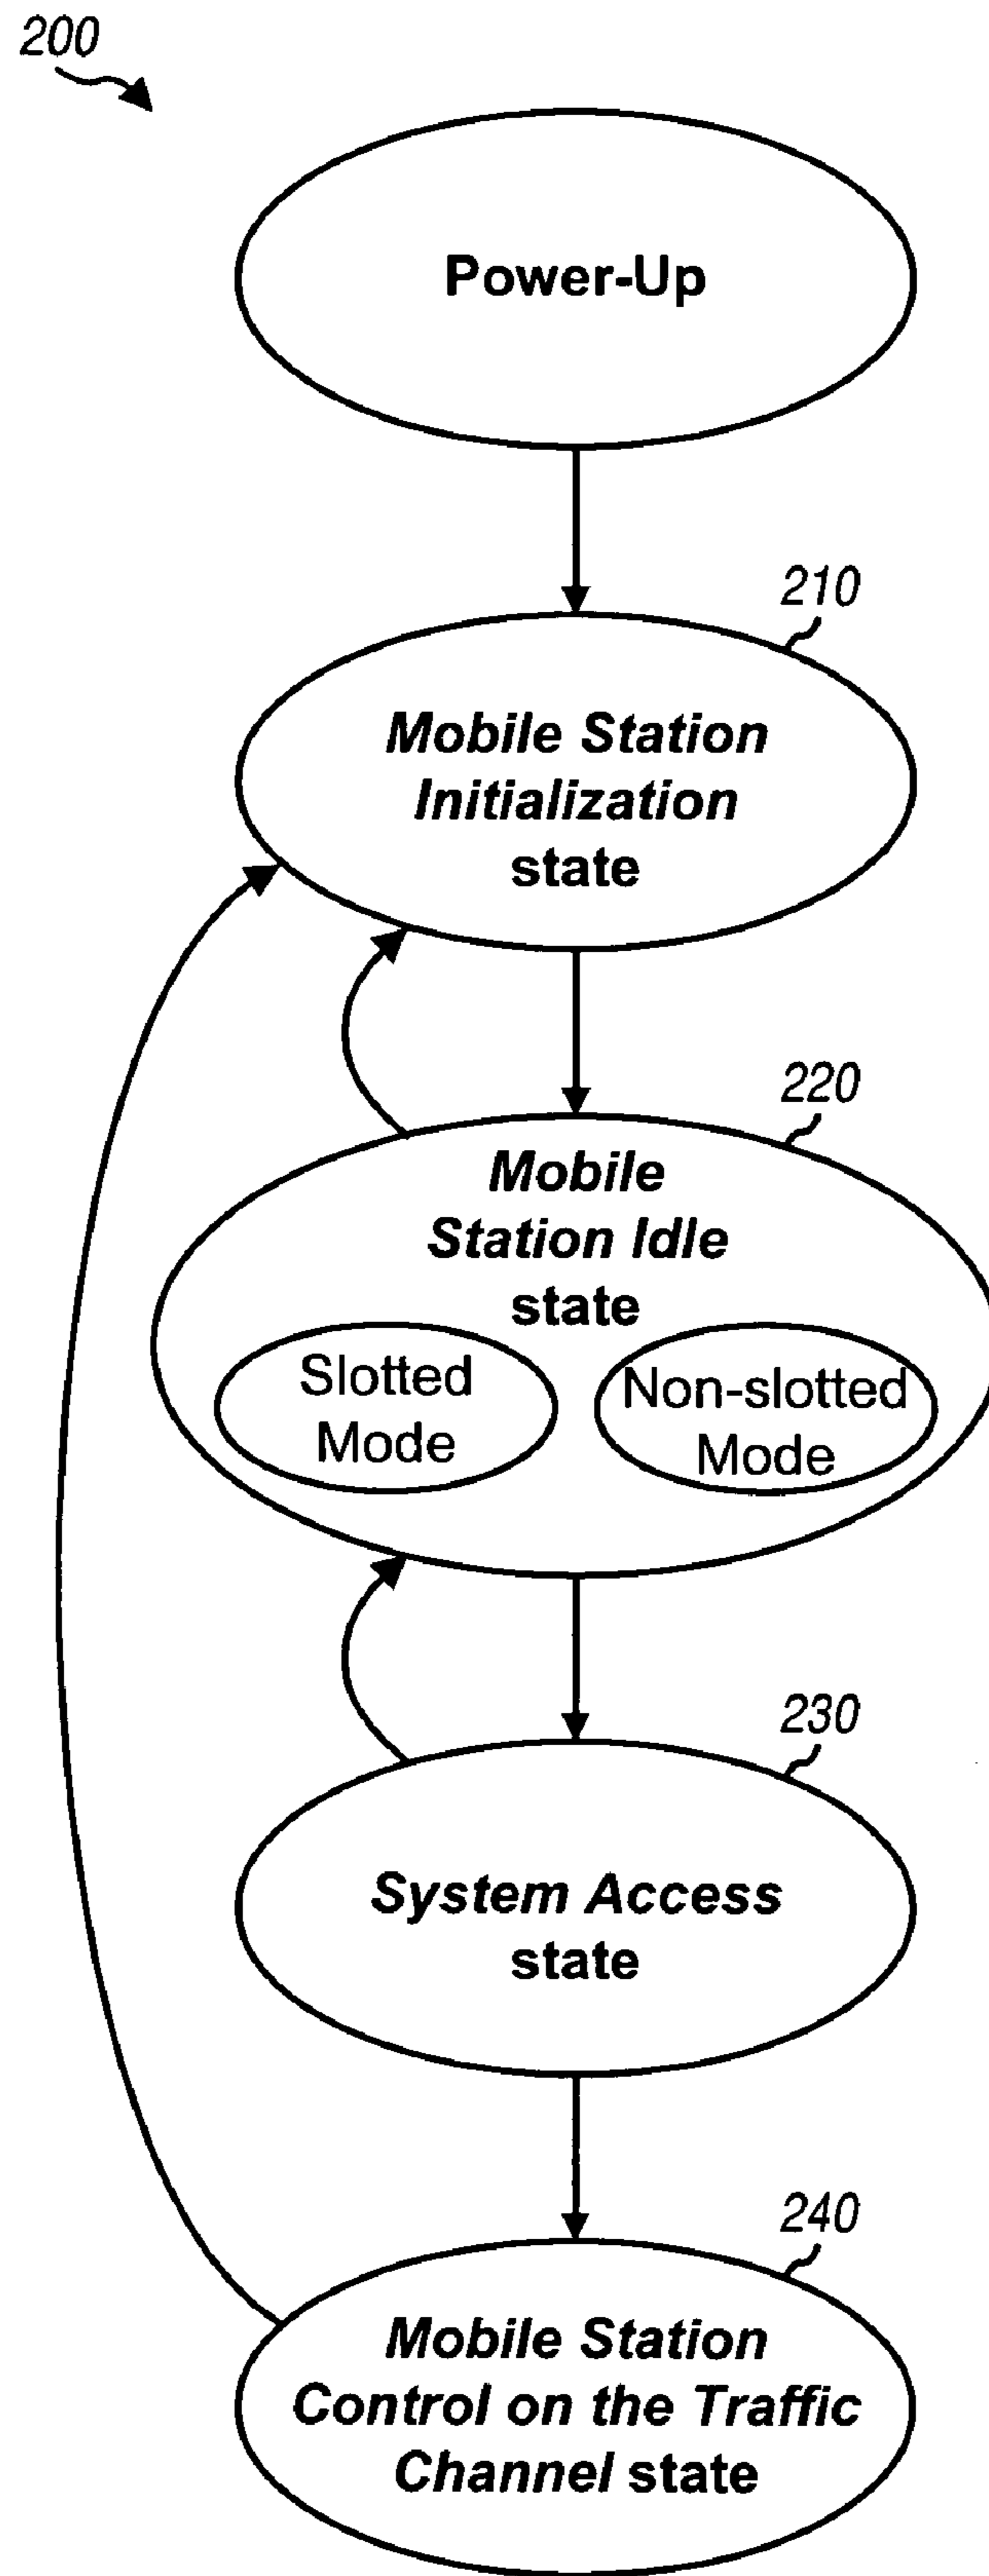 200
Power-Up
210
Mobile Station
Initialization
state
220
Mobile
Station Idle
state
Slotted
Mode
Non-slotted
Mode
230
System Access
state
240
Mobile Station
Control on the Traffic
Channel state